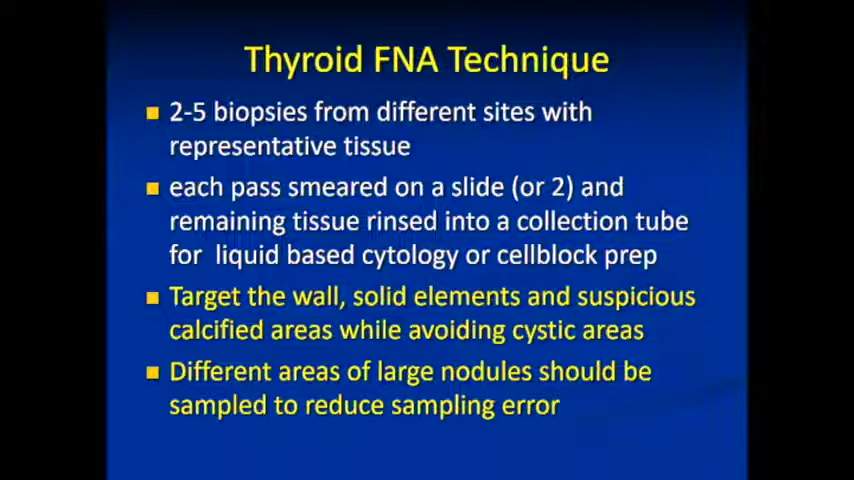 Thyroid FNA Technique
2-5 biopsies from different sites with
representative tissue
each pass smeared on a slide (or 2) and
remaining tissue rinsed into a collection tube
for liquid based cytology or cellblock prep
Target the wall, solid elements and suspicious
calcified areas while avoiding cystic areas
Different areas of large nodules should be
sampled to reduce sampling error